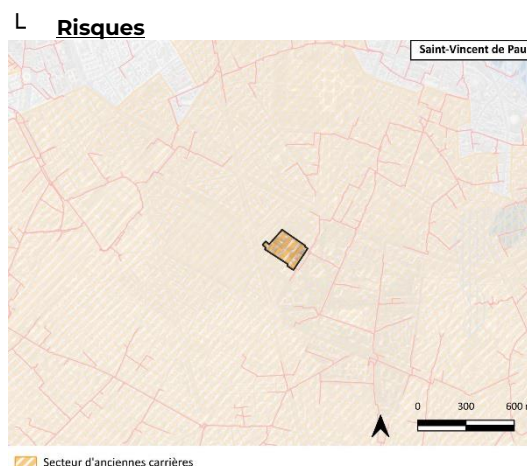 L Risques
Saint-Vincent de Pau
0 300 600 m
Secteur d'anciennes carrières